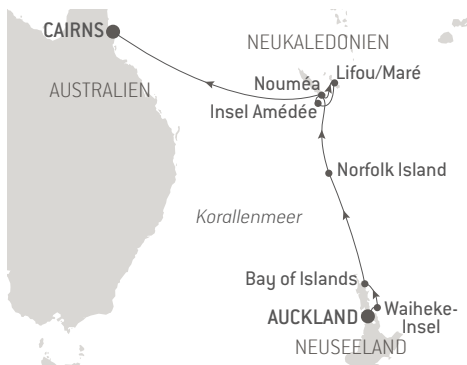 CAIRNS
NEUKALEDONIEN
Lifou/Maré
Nouméa
AUSTRALIEN
Insel Amédée
Norfolk Island
Korallenmeer
Bay of Islands
Waiheke-
Insel
AUCKLAND
NEUSEELAND